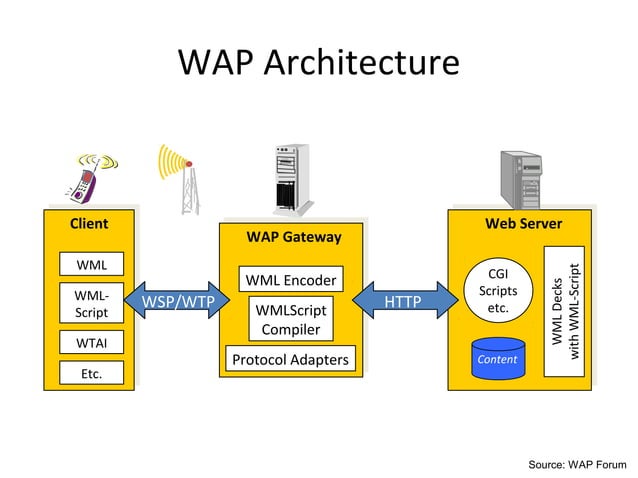 WAP Architecture
Client
WML
WML-
Script
WTAI
Etc.
WSP/WTP
WAP Gateway
WML Encoder
WMLScript
Compiler
Protocol Adapters
HTTP
Web Server
CGI
Scripts
etc.
Content
WML Decks
with WML-Script
Source: WAP Forum